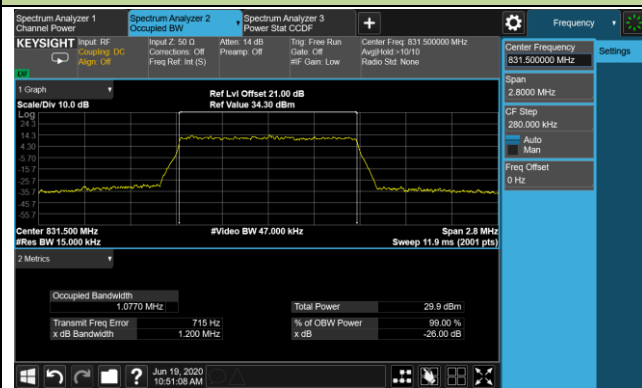 Spectrum Analyzer 1
Channel Power
Spectrum Analyzer 2
Occupied BW
Spectrum Analyzer 3
Power Stat CCDF
Frequency
KEYSIGHT
Input: RF
Coupling: DC
Align: Off
Input Z: 50 Ω
Corrections: Off
Freq Ref: Int (S)
Atten: 14 dB
Preamp: Off
Trig: Free Run
Gate: Off
#IF Gain: Low
Center Freq: 831.500000 MHz
Avg|Hold:>10/10
Radio Std: None
Center Frequency
831.500000 MHz
Settings
Span
2.8000 MHz
CF Step
280.000 kHz
Auto
Man
Freq Offset
0 Hz
1 Graph
Scale/Div 10.0 dB
Ref Lvl Offset 21.00 dB
Ref Value 34.30 dBm
Log
24.3
14.3
4.30
-5.70
-15.7
-25.7
-35.7
-45.7
-55.7
Center 831.500 MHz
#Video BW 47.000 kHz
Span 2.8 MHz
#Res BW 15.000 kHz
Sweep 11.9 ms (2001 pts)
2 Metrics
Occupied Bandwidth
1.0770 MHz
Total Power
29.9 dBm
Transmit Freq Error
715 Hz
% of OBW Power
99.00 %
x dB Bandwidth
1.200 MHz
x dB
-26.00 dB
Jun 19, 2020
10:51:08 AM